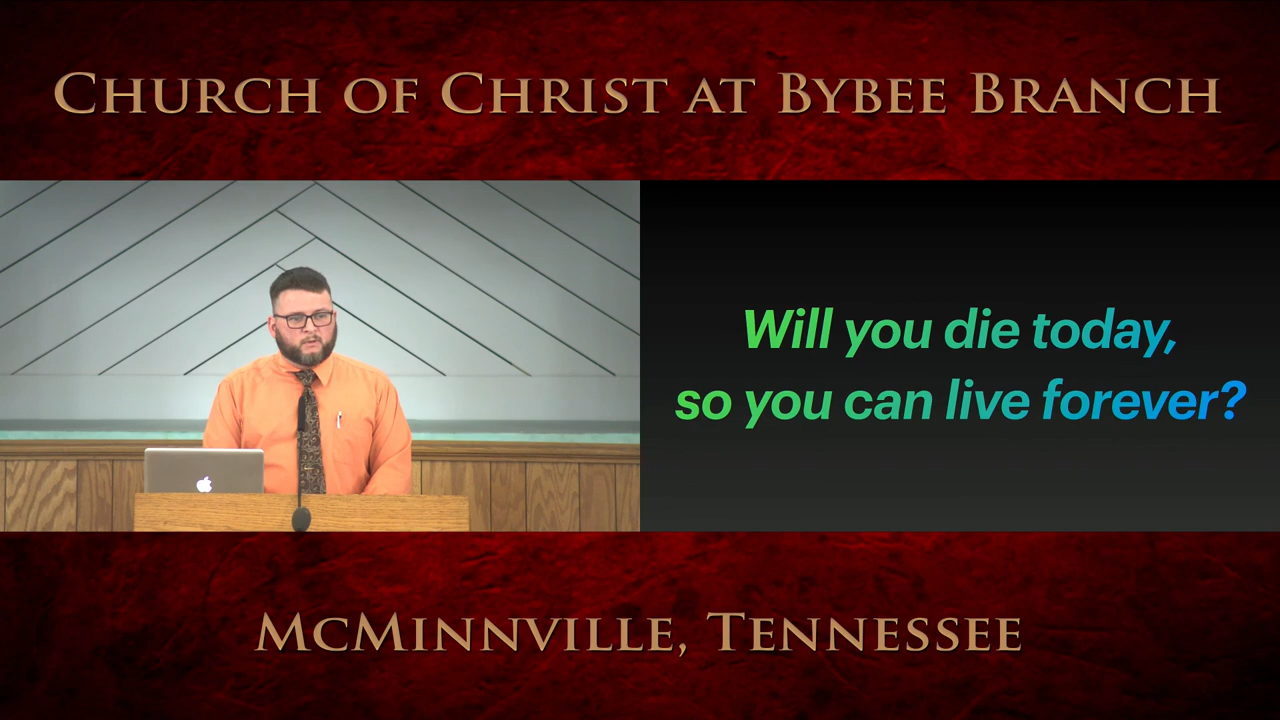 Church of Christ at Bybee Branch
Will you die today,
so you can live forever?
McMinnville, Tennessee